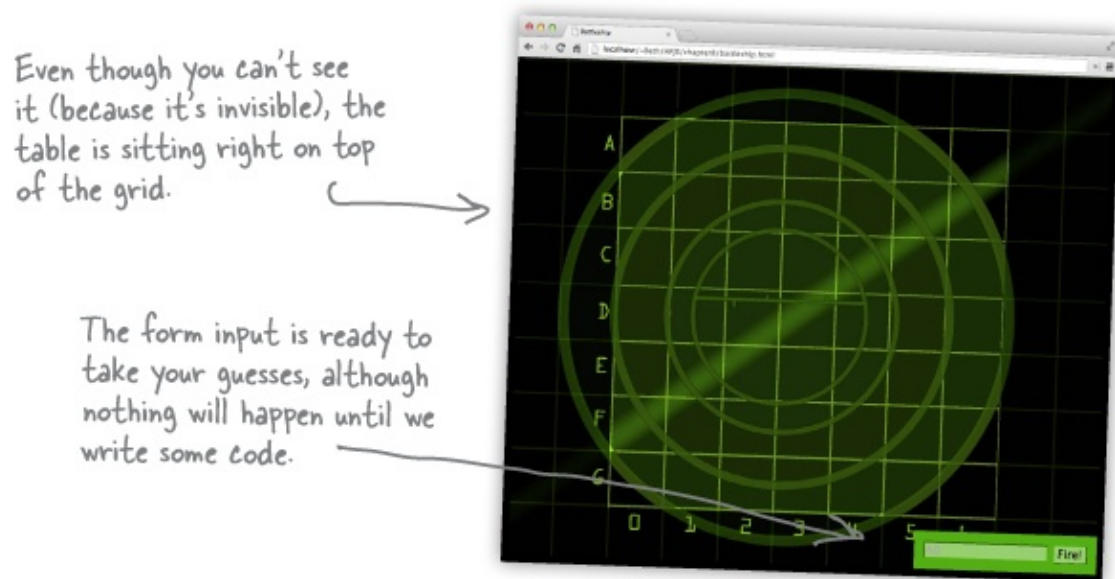 Even though you can't see
it (because it's invisible), the
table is sitting right on top
of the grid.
The form input is ready to
take your guesses, although
nothing will happen until we
write some code.
Battleship
A
B
C
D
E
F
G
0 1 2 3 4 5
Fire!